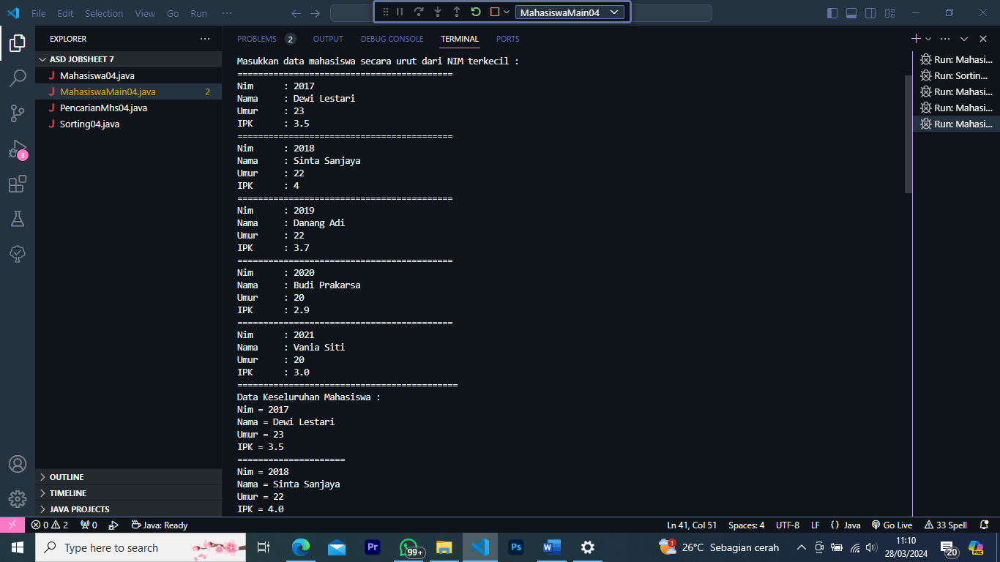 File Edit Selection View Go Run ···
MahasiswaMain04
EXPLORER
ASD JOBSHEET 7
Mahasiswa04.java
MahasiswaMain04.java 2
PencarianMhs04.java
Sorting04.java
OUTLINE
TIMELINE
JAVA PROJECTS
3
PROBLEMS 2 OUTPUT DEBUG CONSOLE TERMINAL PORTS
Masukkan data mahasiswa secara urut dari NIM terkecil :
==========================================
Nim : 2017
Nama : Dewi Lestari
Umur : 23
IPK : 3.5
==========================================
Nim : 2018
Nama : Sinta Sanjaya
Umur : 22
IPK : 4
==========================================
Nim : 2019
Nama : Danang Adi
Umur : 22
IPK : 3.7
==========================================
Nim : 2020
Nama : Budi Prakarsa
Umur : 20
IPK : 2.9
==========================================
Nim : 2021
Nama : Vania Siti
Umur : 20
IPK : 3.0
===========================================
Data Keseluruhan Mahasiswa :
Nim = 2017
Nama = Dewi Lestari
Umur = 23
IPK = 3.5
=====================
Nim = 2018
Nama = Sinta Sanjaya
Umur = 22
IPK = 4.0
Run: Mahasi...
Run: Sortin...
Run: Mahasi...
Run: Mahasi...
Run: Mahasi...
0 2 0 Java: Ready Ln 41, Col 51 Spaces: 4 UTF-8 LF {} Java Go Live 33 Spell
Type here to search Pr 99+ Ps W 1 26°C Sebagian cerah 11:10
28/03/2024 20 PRE